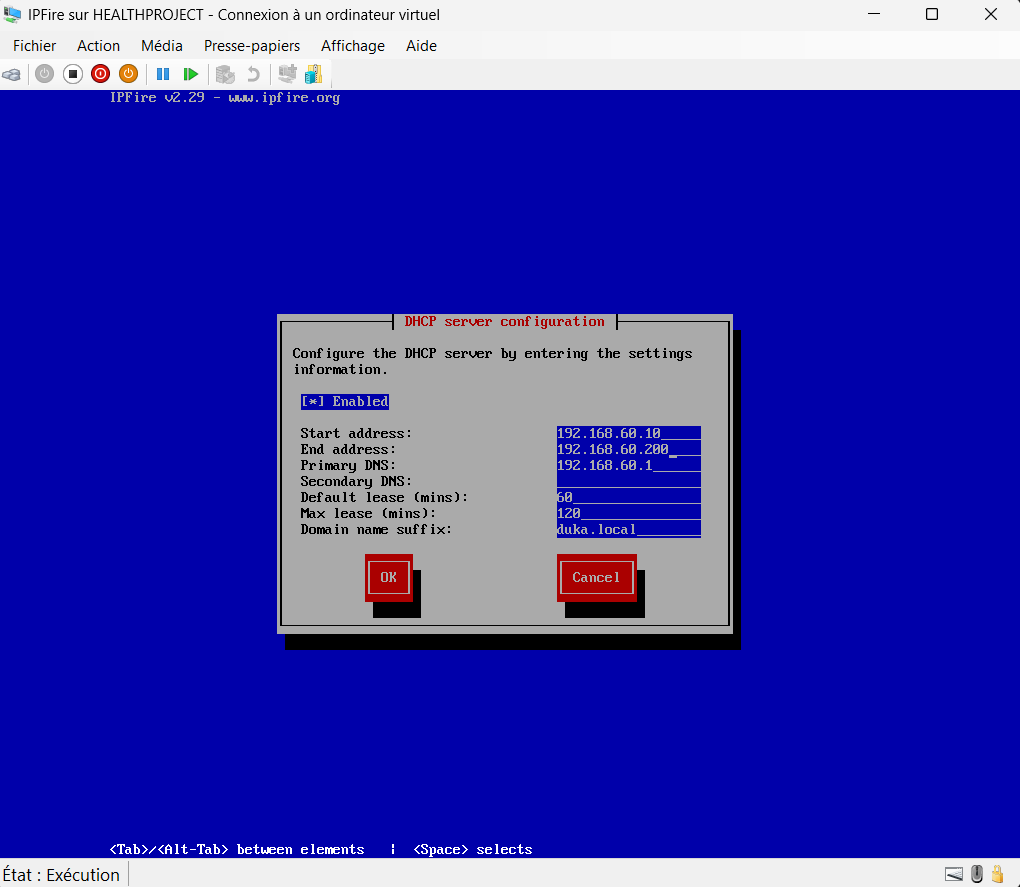 IPFire sur HEALTHPROJECT - Connexion à un ordinateur virtuel
Fichier Action Média Presse-papiers Affichage Aide
IPFire v2.29 - www.ipfire.org
DHCP server configuration
Configure the DHCP server by entering the settings
information.
[*] Enabled
Start address: 192.168.60.10
End address: 192.168.60.200
Primary DNS: 192.168.60.1
Secondary DNS:
Default lease (mins): 60
Max lease (mins): 120
Domain name suffix: duka.local
OK Cancel
<Tab>/<Alt-Tab> between elements | <Space> selects
État : Exécution